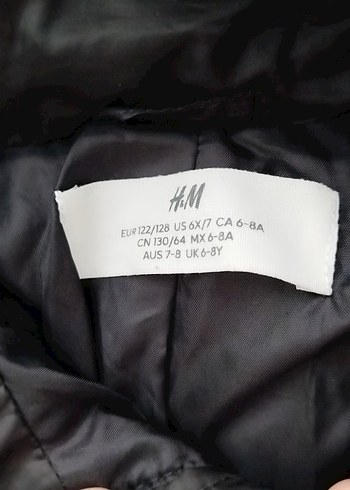 H&M
EUR 122/128 US 6X/7 CA 6-8A
CN 130/64 MX 6-8A
AUS 7-8 UK 6-8Y